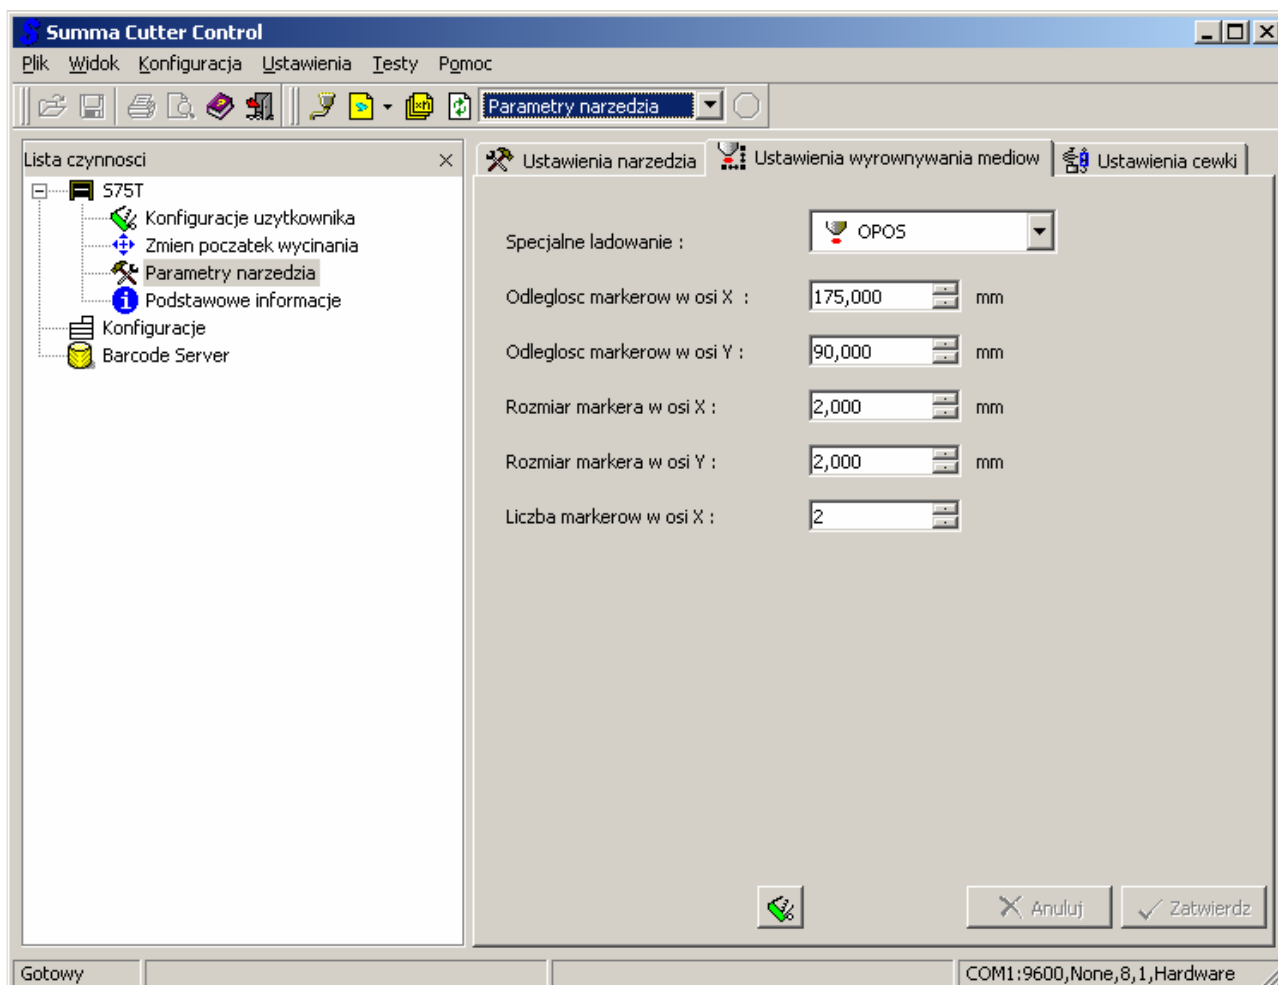 Summa Cutter Control
Plik Widok Konfiguracja Ustawienia Testy Pomoc
Parametry narzedzia
Lista czynnosci
S75T
Konfiguracje uzytkownika
Zmien poczatek wycinania
Parametry narzedzia
Podstawowe informacje
Konfiguracje
Barcode Server
Ustawienia narzedzia
Ustawienia wyrownywania mediow
Ustawienia cewki
Specjalne ladowanie : OPOS
Odleglosc markerow w osi X : 175,000 mm
Odleglosc markerow w osi Y : 90,000 mm
Rozmiar markera w osi X : 2,000 mm
Rozmiar markera w osi Y : 2,000 mm
Liczba markerow w osi X : 2
Anuluj
Zatwierdz
Gotowy
COM1:9600,None,8,1,Hardware